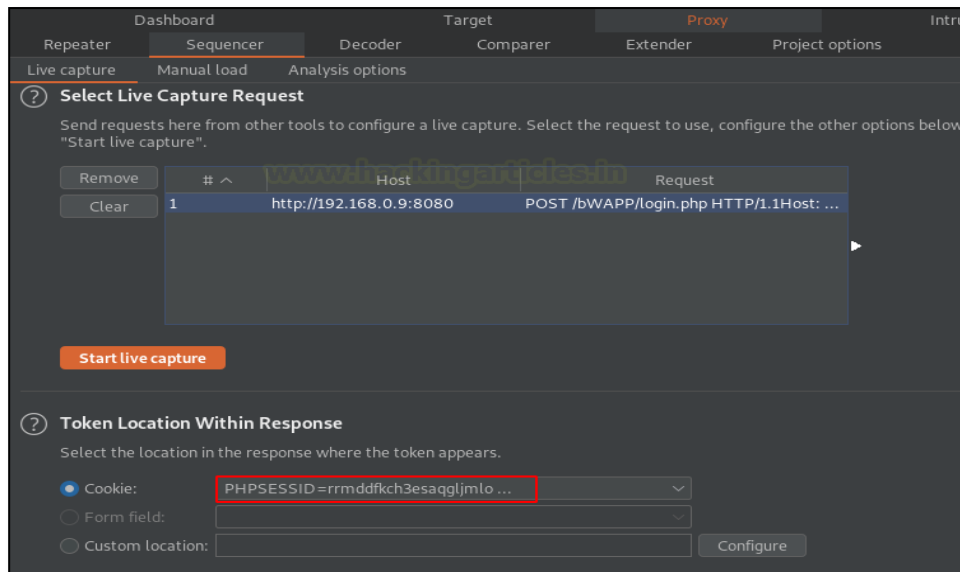 Dashboard Target Proxy
Repeater Sequencer Decoder Comparer Extender Project options
Live capture Manual load Analysis options
? Select Live Capture Request
Send requests here from other tools to configure a live capture. Select the request to use, configure the other options below
"Start live capture".
www.hackingarticles.in
Remove # Host Request
Clear 1 http://192.168.0.9:8080 POST /bWAPP/login.php HTTP/1.1Host: ...
Start live capture
? Token Location Within Response
Select the location in the response where the token appears.
Cookie: PHPSESSID=rrmddfkch3esaqgljmlo ...
Form field:
Custom location: Configure